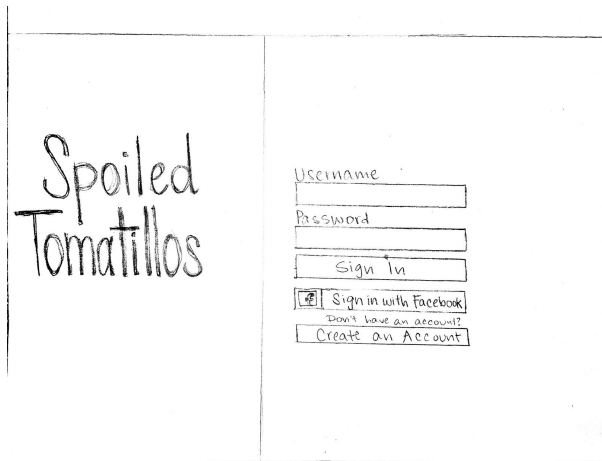 Spoiled
Tomatillos
Username
Password
Sign In
f Sign in with Facebook
Don't have an account?
Create an Account